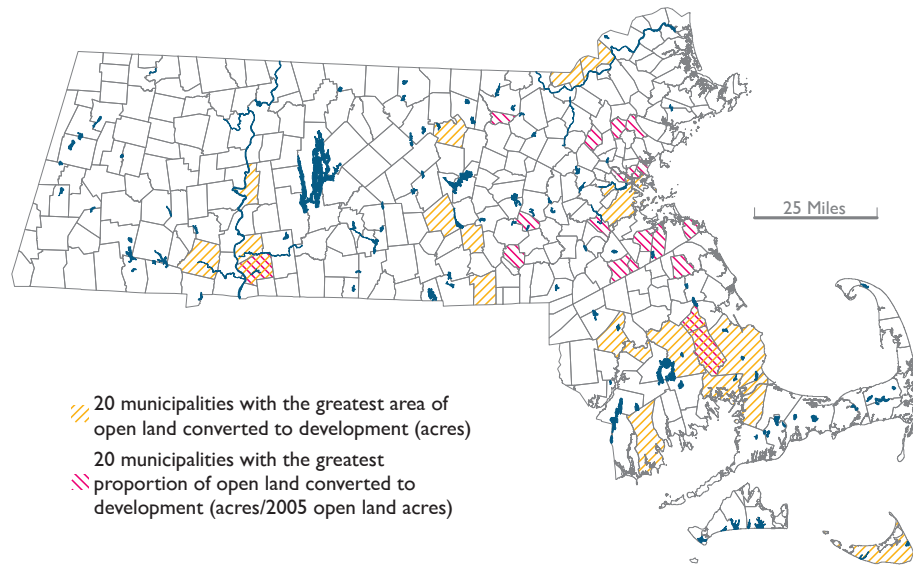 25 Miles
20 municipalities with the greatest area of
open land converted to development (acres)
20 municipalities with the greatest
proportion of open land converted to
development (acres/2005 open land acres)